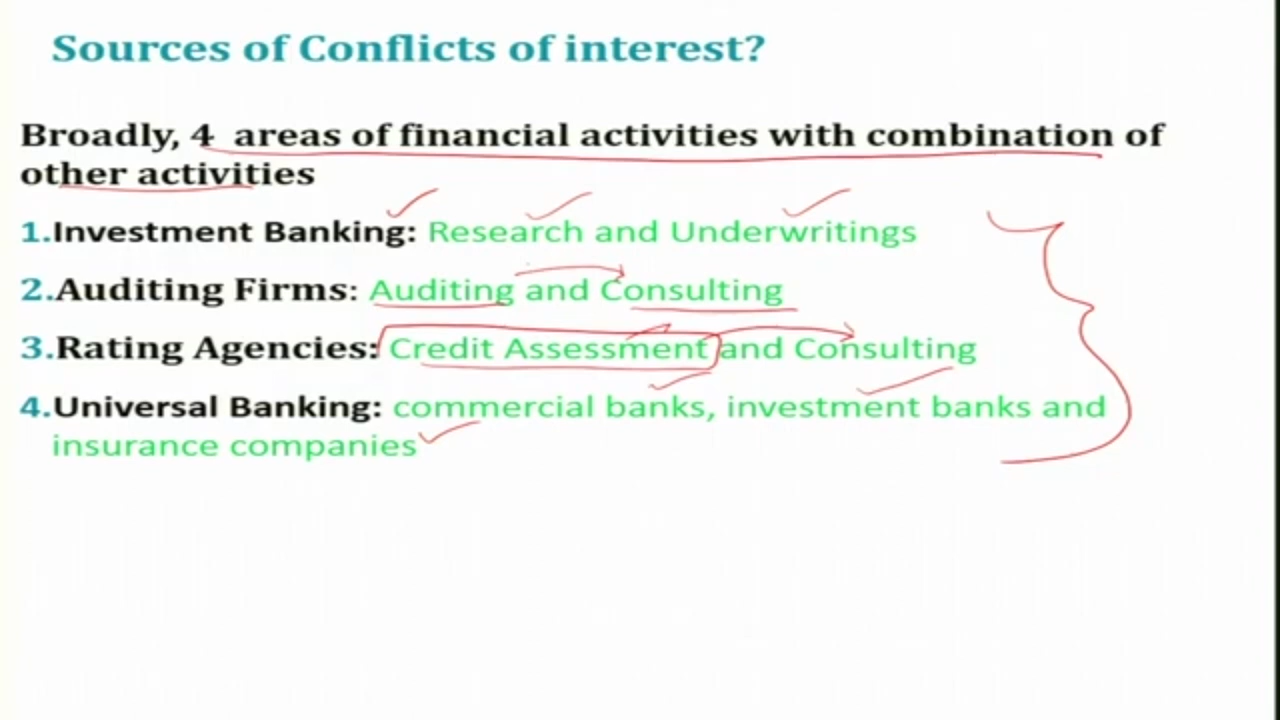 Sources of Conflicts of interest?
Broadly, 4 areas of financial activities with combination of
other activities
1.Investment Banking: Research and Underwritings
2.Auditing Firms: Auditing and Consulting
3.Rating Agencies: Credit Assessment and Consulting
4.Universal Banking: commercial banks, investment banks and
insurance companies